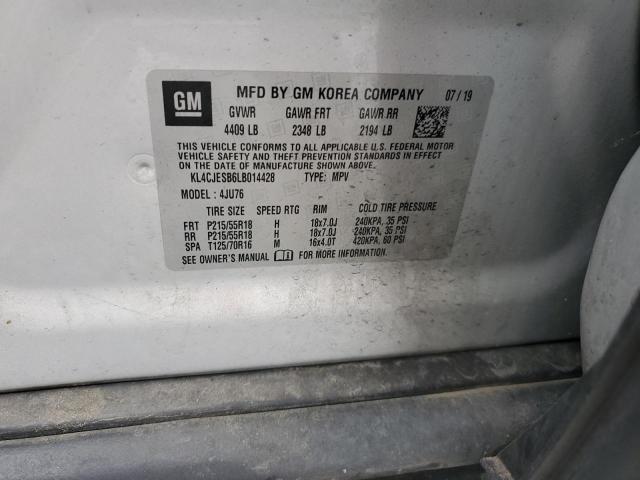 GM MFD BY GM KOREA COMPANY 07/19
GVWR GAWR FRT GAWR RR
4409 LB 2348 LB 2194 LB
THIS VEHICLE CONFORMS TO ALL APPLICABLE U.S. FEDERAL MOTOR
VEHICLE SAFETY AND THEFT PREVENTION STANDARDS IN EFFECT ON
THE DATE OF MANUFACTURE SHOWN ABOVE.
KL4CJESB6LB014428 TYPE: MPV
MODEL: 4JU76
TIRE SIZE SPEED RTG RIM COLD TIRE PRESSURE
FRT P215/55R18 H 18x7.0J 240KPA, 35 PSI
RR P215/55R18 H 18x7.0J 240KPA, 35 PSI
SPA T125/70R16 M 16x4.0T 420KPA, 60 PSI
SEE OWNER'S MANUAL FOR MORE INFORMATION.